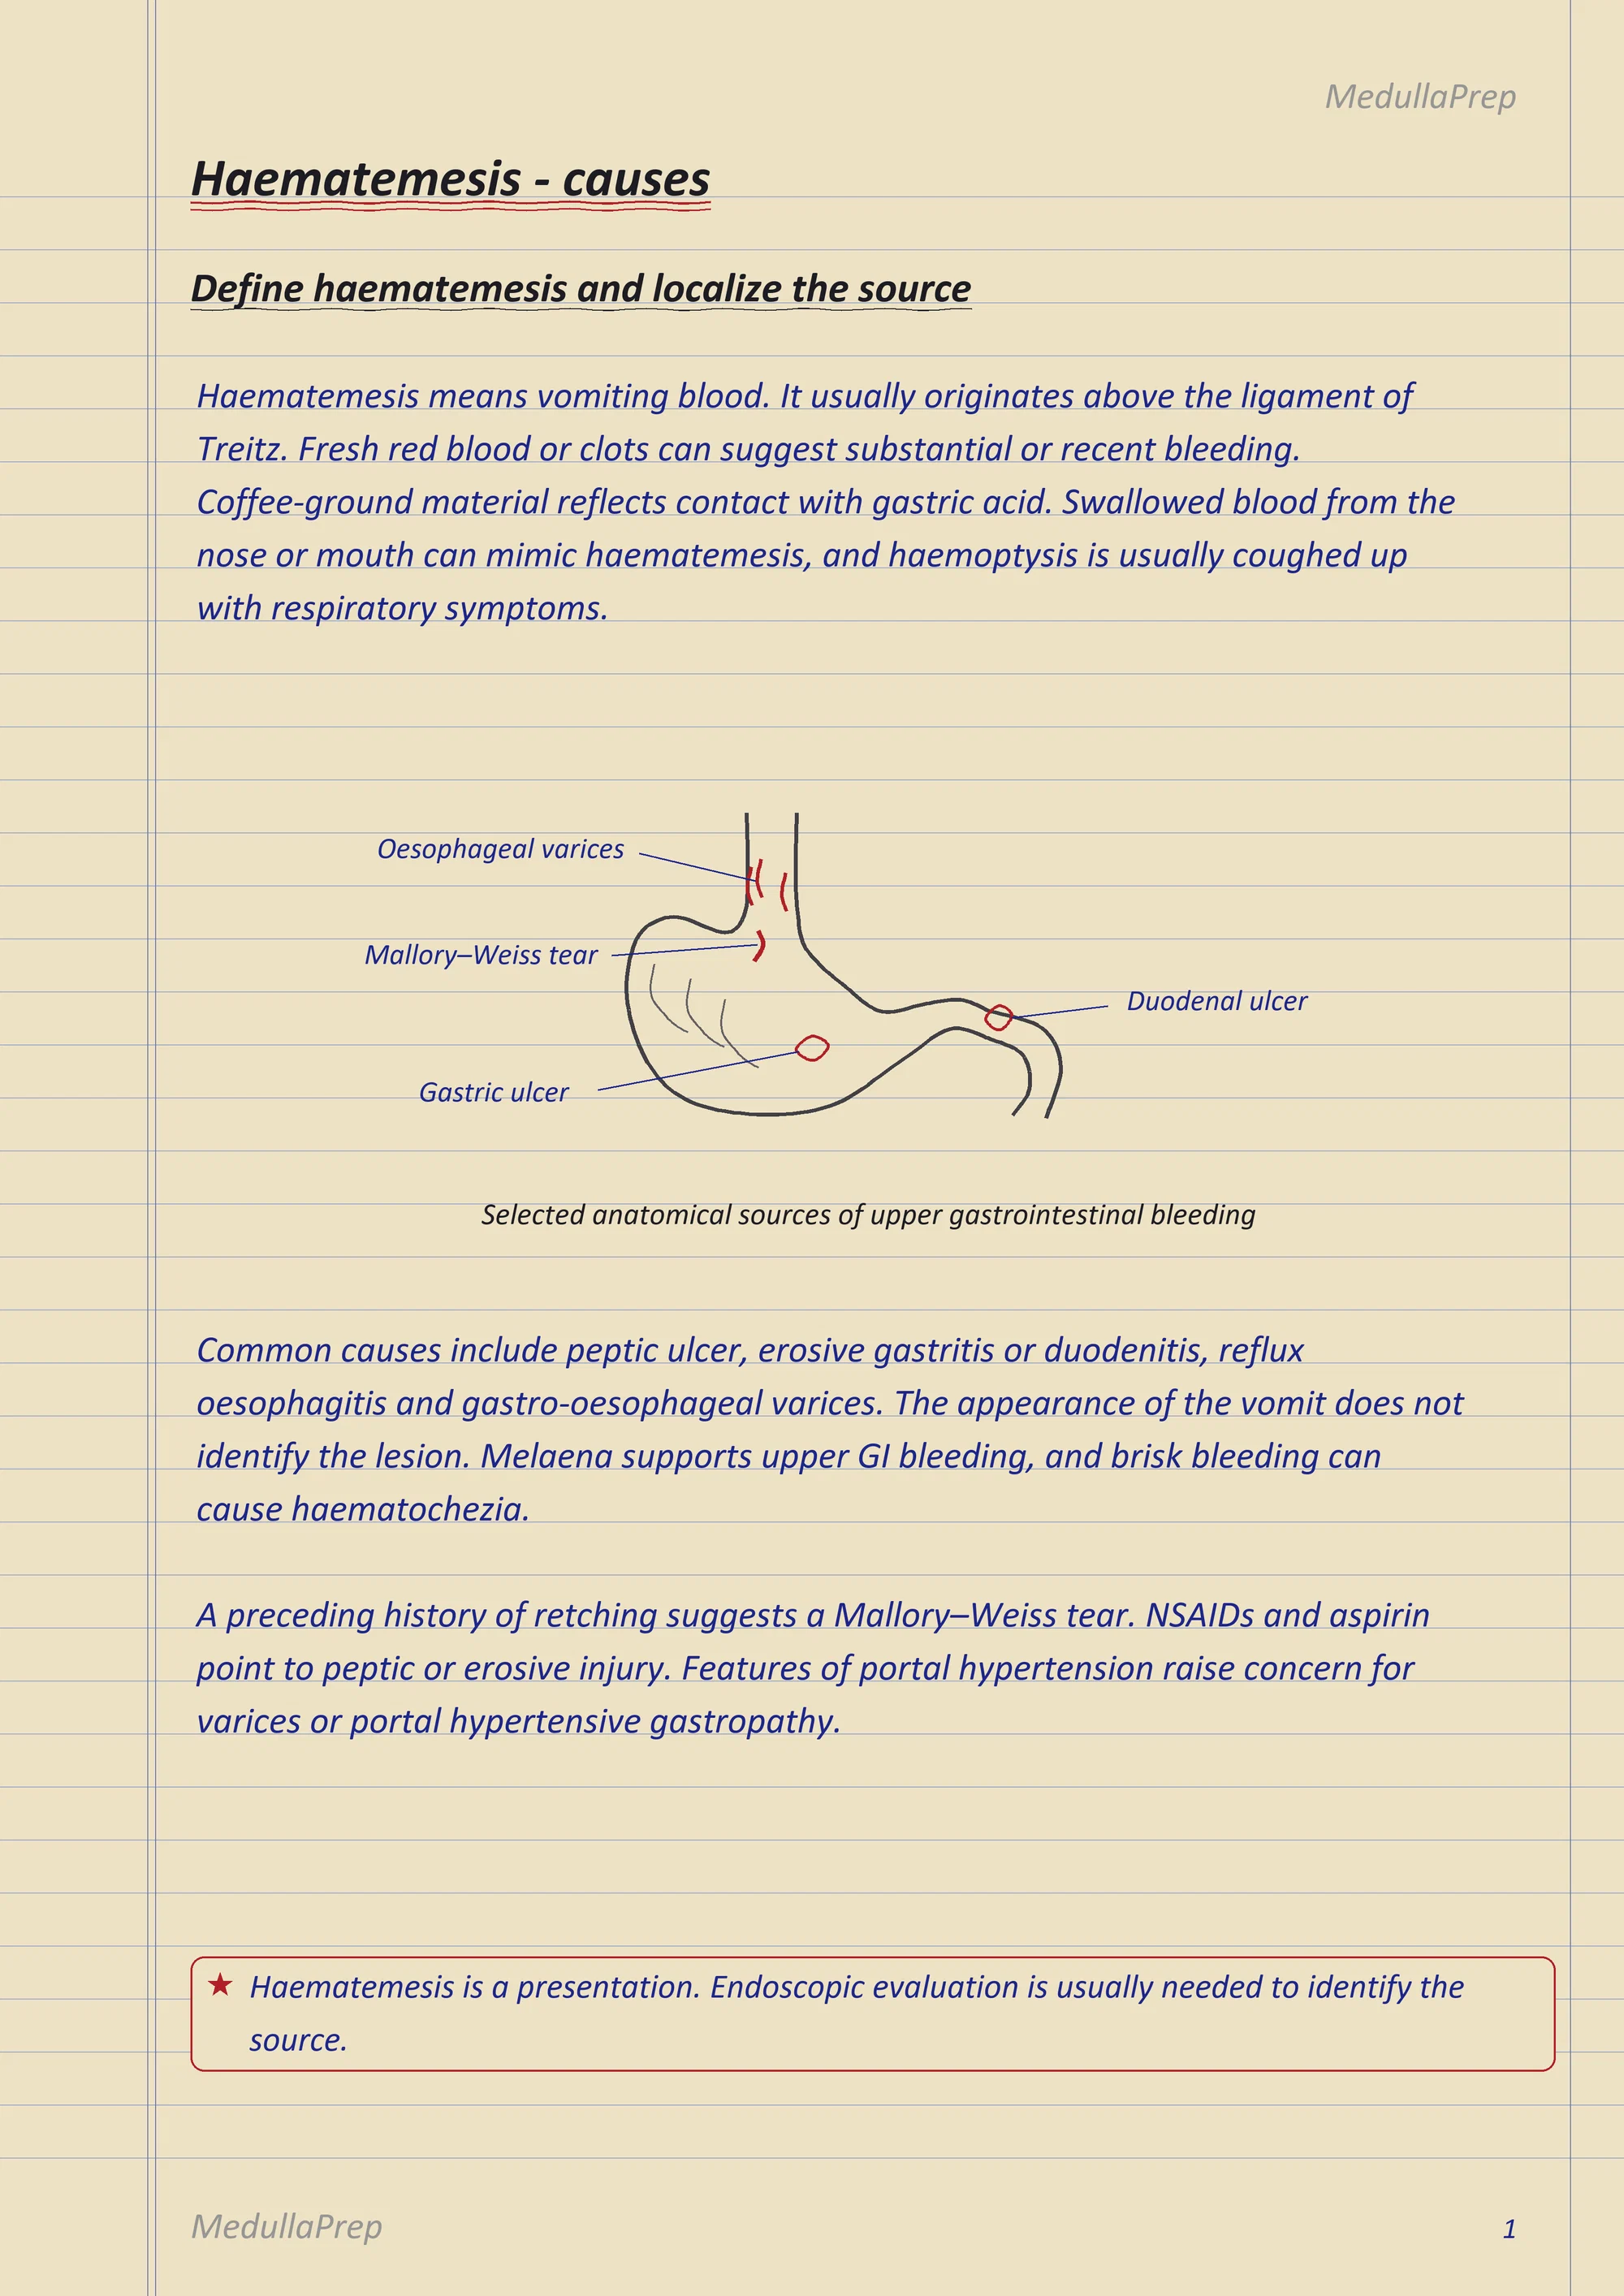 MedullaPrep
Haematemesis - causes
Define haematemesis and localize the source
Haematemesis means vomiting blood. It usually originates above the ligament of
Treitz. Fresh red blood or clots can suggest substantial or recent bleeding.
Coffee-ground material reflects contact with gastric acid. Swallowed blood from the
nose or mouth can mimic haematemesis, and haemoptysis is usually coughed up
with respiratory symptoms.
Oesophageal varices
Mallory–Weiss tear
Duodenal ulcer
Gastric ulcer
Selected anatomical sources of upper gastrointestinal bleeding
Common causes include peptic ulcer, erosive gastritis or duodenitis, reflux
oesophagitis and gastro-oesophageal varices. The appearance of the vomit does not
identify the lesion. Melaena supports upper GI bleeding, and brisk bleeding can
cause haematochezia.
A preceding history of retching suggests a Mallory–Weiss tear. NSAIDs and aspirin
point to peptic or erosive injury. Features of portal hypertension raise concern for
varices or portal hypertensive gastropathy.
★ Haematemesis is a presentation. Endoscopic evaluation is usually needed to identify the
source.
MedullaPrep
1